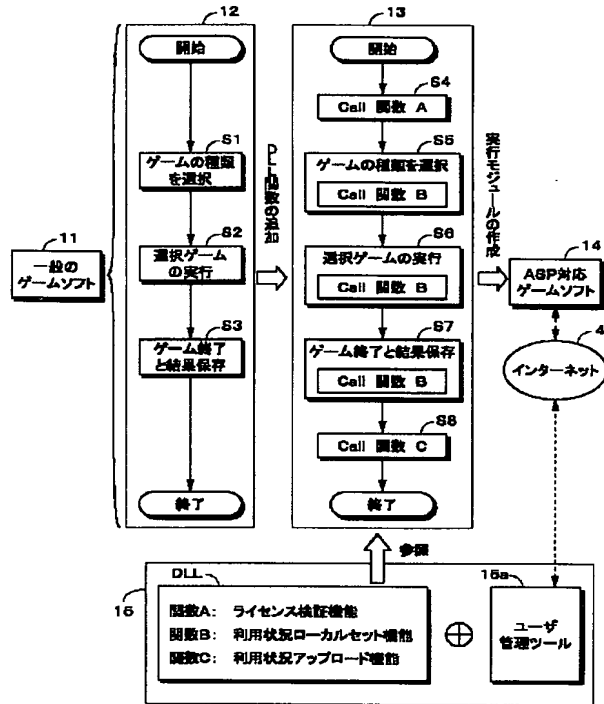 12
開始
S1
ゲームの種類
を選択
S2
選択ゲーム
の実行
S3
ゲーム終了
と結果保存
終了
11
一般の
ゲームソフト
DLL関数の追加
13
開始
S4
Call 関数 A
S5
ゲームの種類を選択
Call 関数 B
S6
選択ゲームの実行
Call 関数 B
S7
ゲーム終了と結果保存
Call 関数 B
S8
Call 関数 C
終了
実行モジュールの作成
14
ASP対応
ゲームソフト
4
インターネット
参照
15
DLL
関数A: ライセンス検証機能
関数B: 利用状況ローカルセット機能
関数C: 利用状況アップロード機能
15a
ユーザ
管理ツール